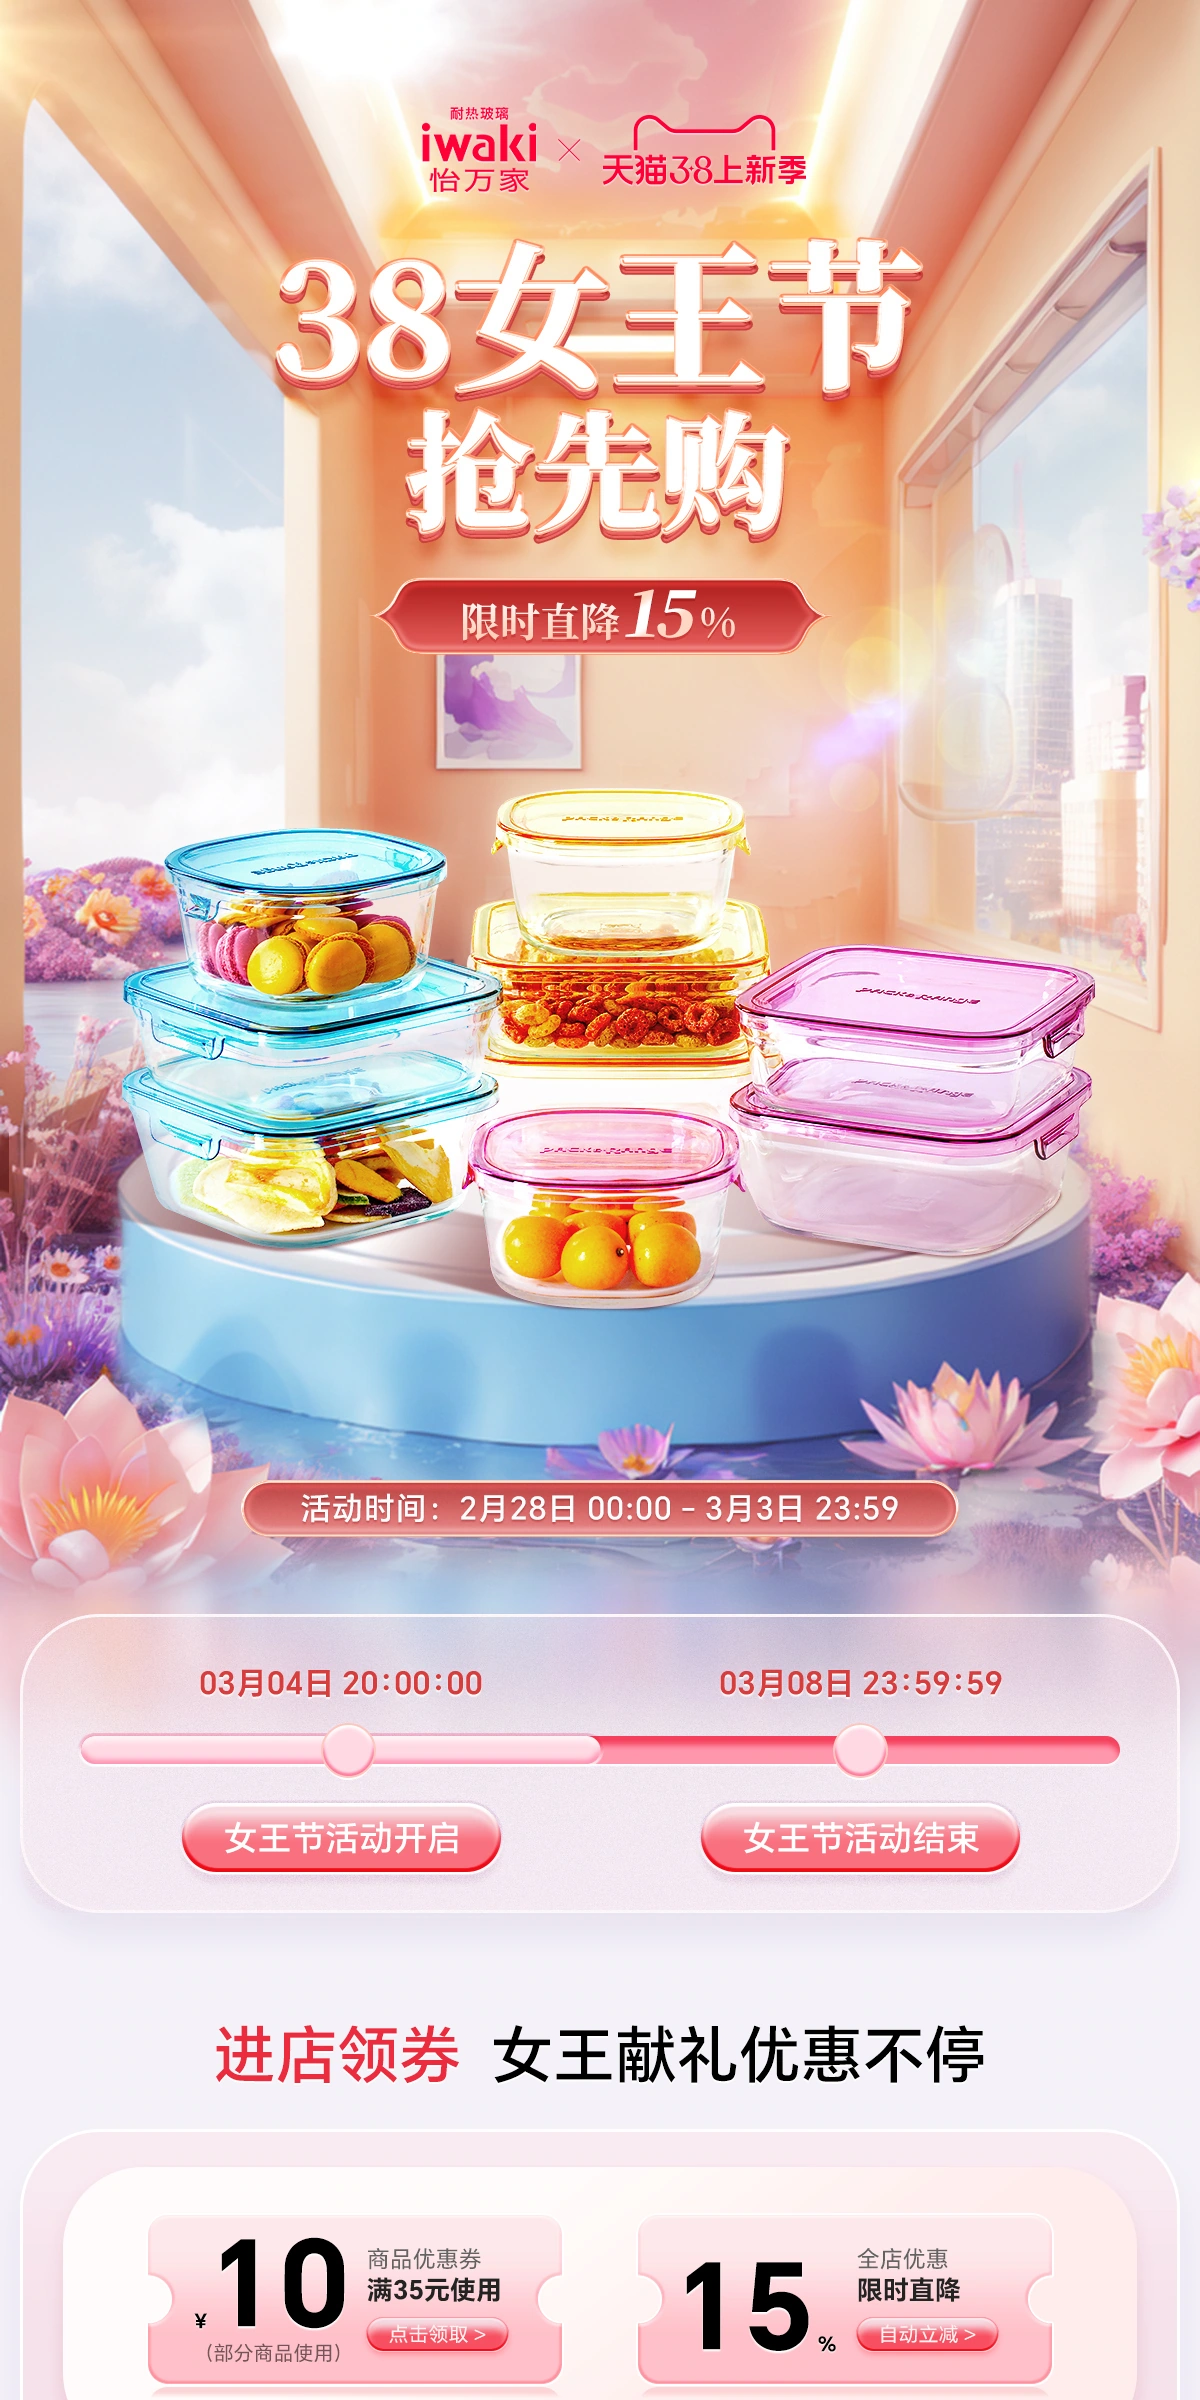 耐热玻璃
iwaki
怡万家
×
天猫38上新季
38女王节
抢先购
限时直降15%
PACK&RANGE
PACK&RANGE
PACK&RANGE
活动时间：2月28日 00:00 - 3月3日 23:59
03月04日 20:00:00
03月08日 23:59:59
女王节活动开启
女王节活动结束
进店领券 女王献礼优惠不停
¥10
(部分商品使用)
商品优惠券
满35元使用
点击领取 >
15%
全店优惠
限时直降
自动立减 >